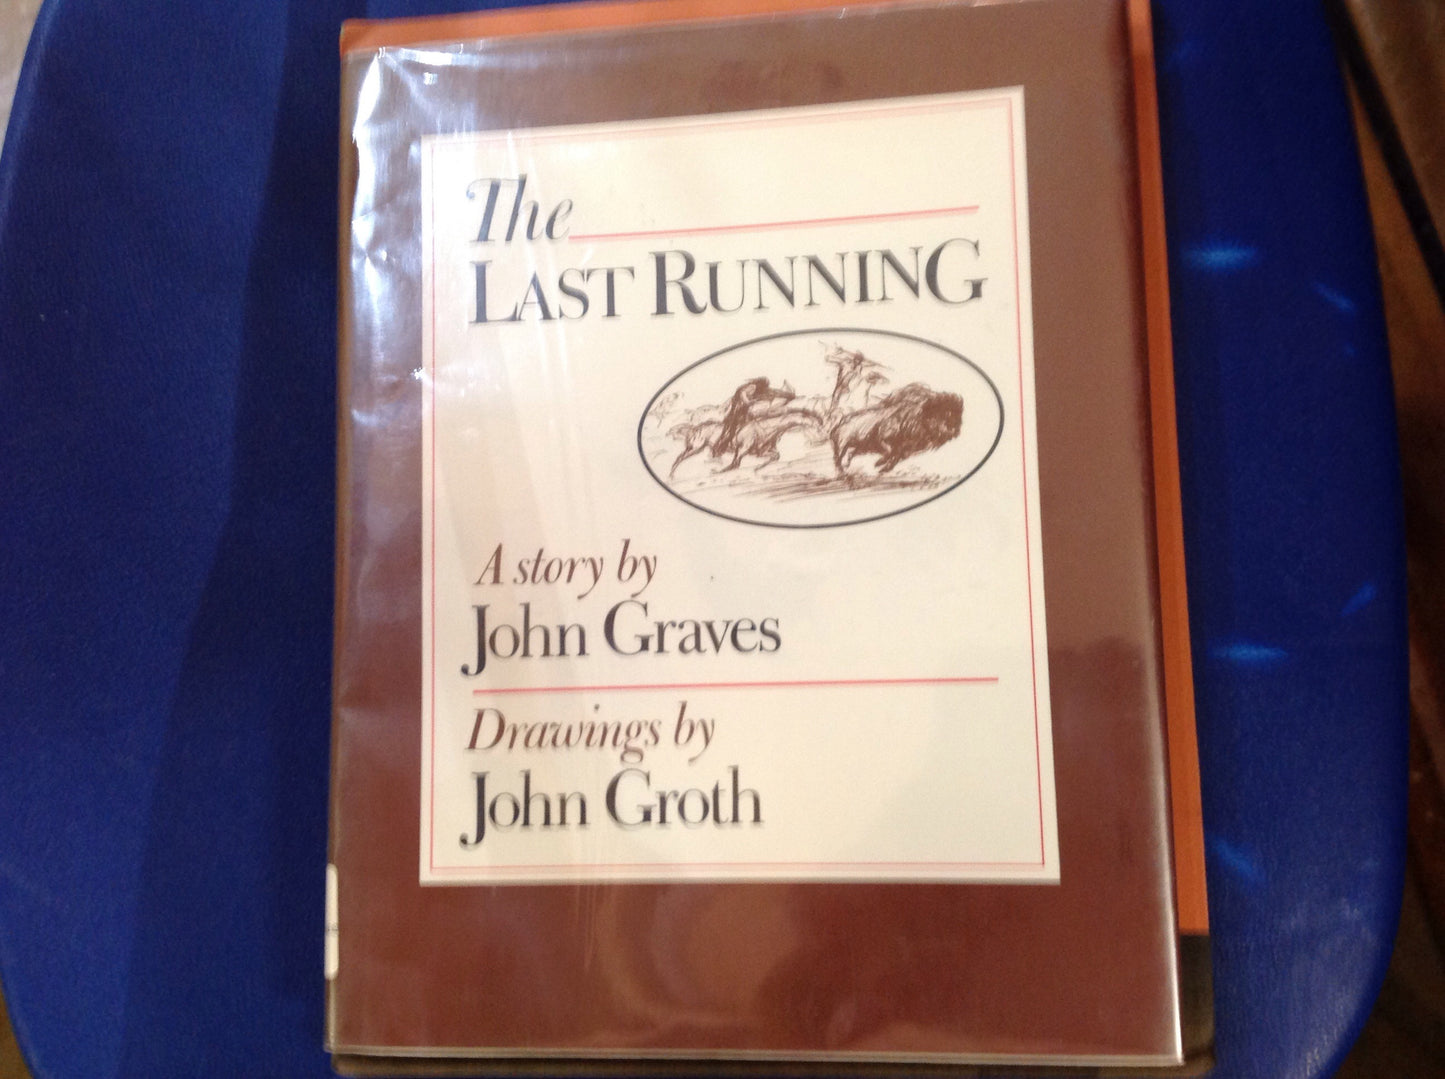 The
LAST RUNNING
A story by
John Graves
Drawings by
John Groth